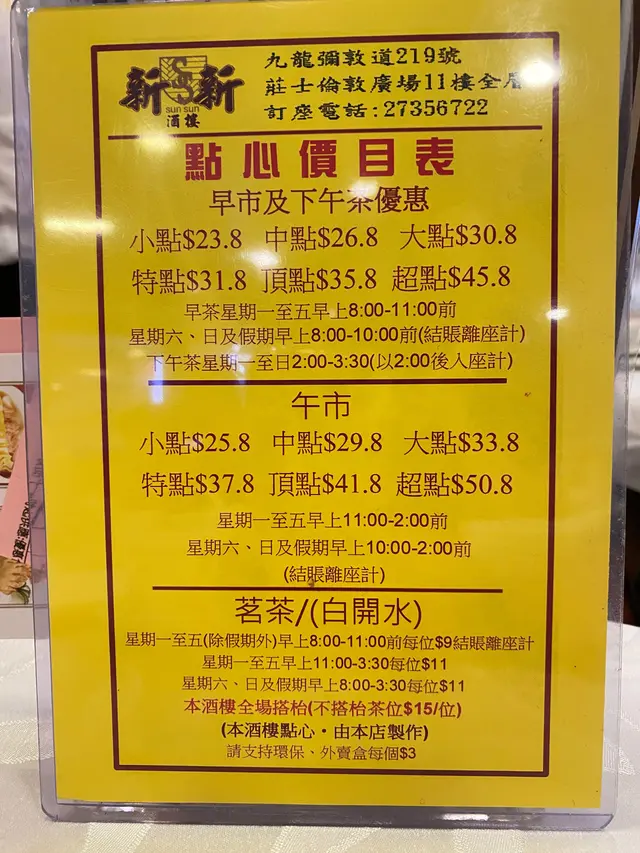 新新
sun sun
酒樓
九龍彌敦道219號
莊士倫敦廣場11樓全層
訂座電話:27356722
點心價目表
早市及下午茶優惠
小點$23.8 中點$26.8 大點$30.8
特點$31.8 頂點$35.8 超點$45.8
早茶星期一至五早上8:00-11:00前
星期六、日及假期早上8:00-10:00前(結賬離座計)
下午茶星期一至日2:00-3:30(以2:00後入座計)
午市
小點$25.8 中點$29.8 大點$33.8
特點$37.8 頂點$41.8 超點$50.8
星期一至五早上11:00-2:00前
星期六、日及假期早上10:00-2:00前
(結賬離座計)
茗茶/(白開水)
星期一至五(除假期外)早上8:00-11:00前每位$9結賬離座計
星期一至五早上11:00-3:30每位$11
星期六、日及假期早上8:00-3:30每位$11
本酒樓全場搭枱(不搭枱茶位$15/位)
(本酒樓點心·由本店製作)
請支持環保、外賣盒每個$3